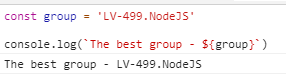 const group = 'LV-499.NodeJS'
console.log(`The best group - ${group}`)
The best group - LV-499.NodeJS